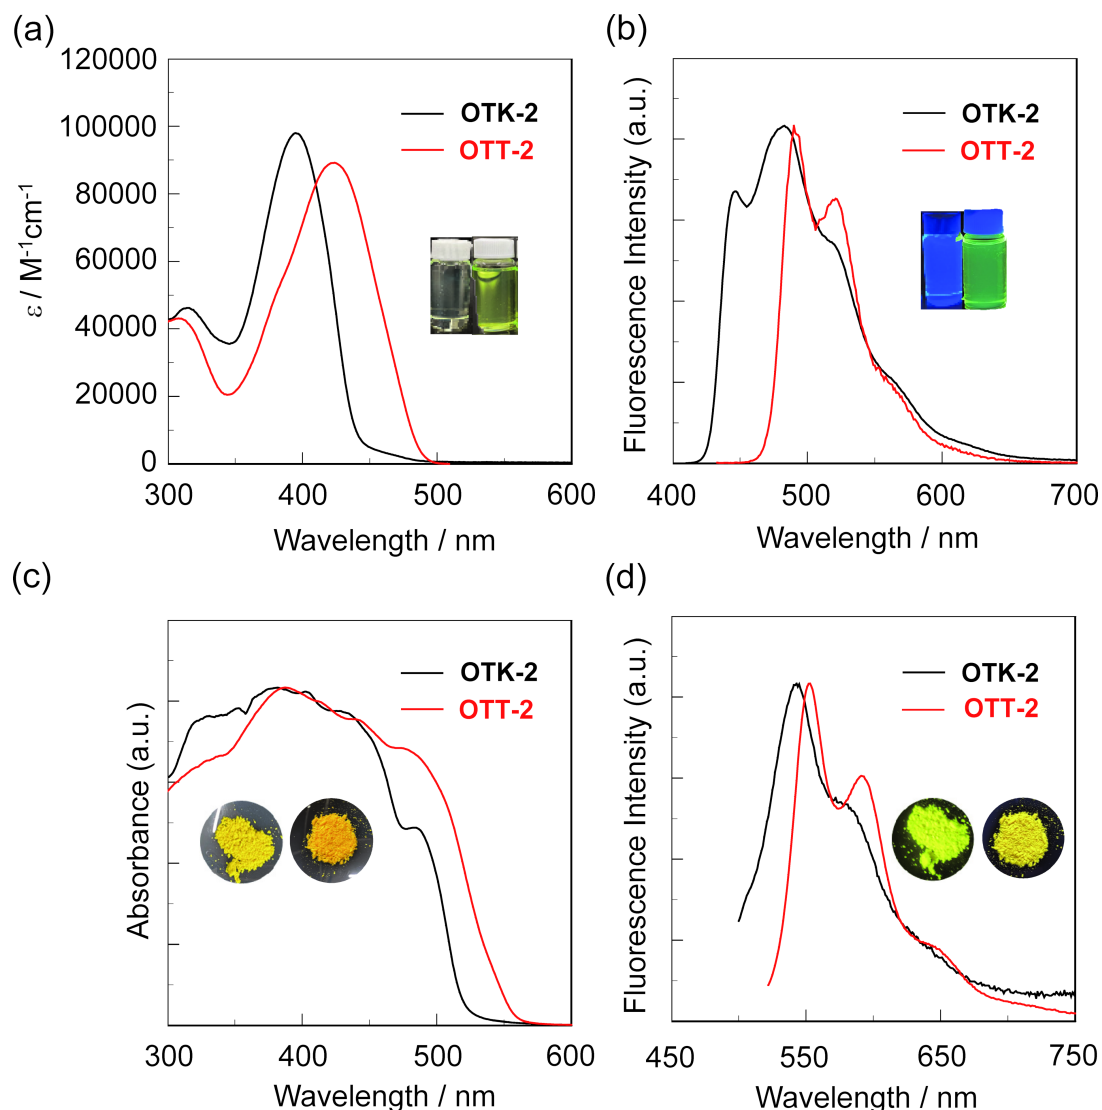 (a)
120000
100000
80000
60000
40000
20000
0
ε / M⁻¹cm⁻¹
OTK-2
OTT-2
300
400
500
600
Wavelength / nm
(b)
Fluorescence Intensity (a.u.)
OTK-2
OTT-2
400
500
600
700
Wavelength / nm
(c)
Absorbance (a.u.)
OTK-2
OTT-2
300
400
500
600
Wavelength / nm
(d)
Fluorescence Intensity (a.u.)
OTK-2
OTT-2
450
550
650
750
Wavelength / nm